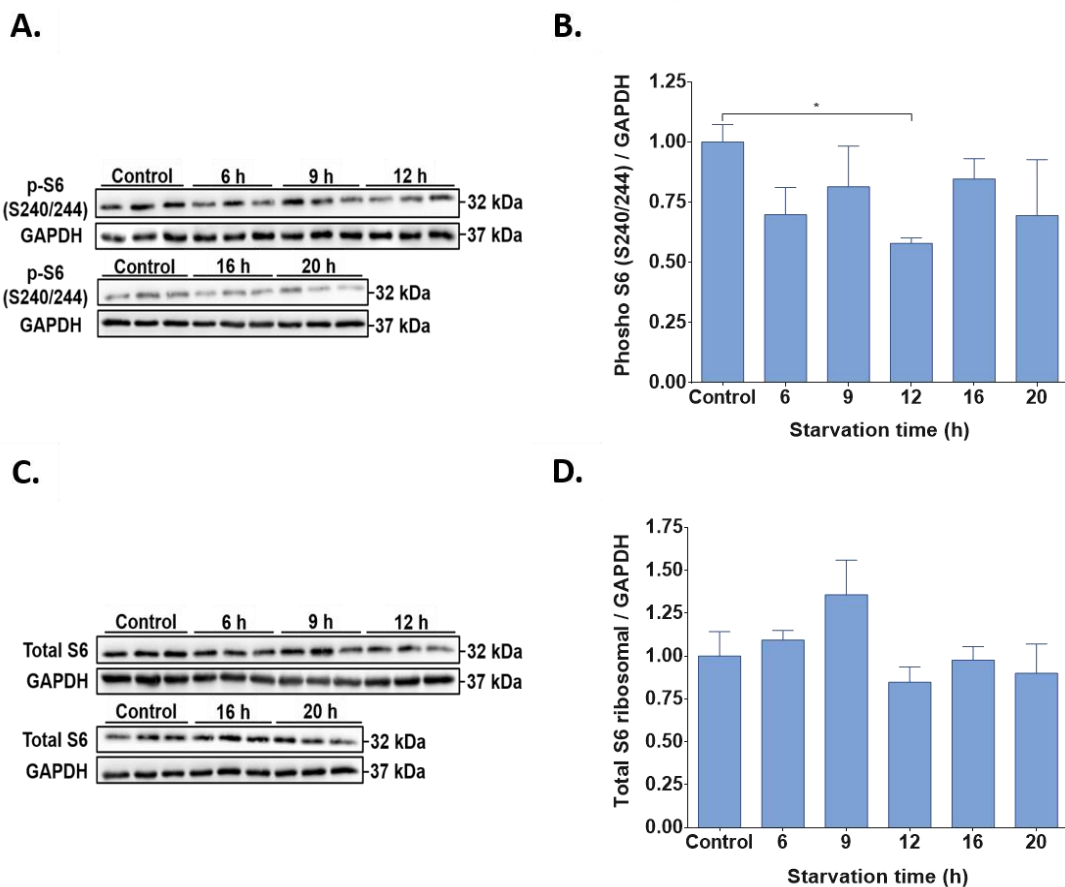 A.
Control 6 h 9 h 12 h
p-S6
(S240/244)
32 kDa
GAPDH
37 kDa
Control 16 h 20 h
p-S6
(S240/244)
32 kDa
GAPDH
37 kDa
B.
Phosho S6 (S240/244) / GAPDH
1.25
1.00
0.75
0.50
0.25
0.00
*
Control 6 9 12 16 20
Starvation time (h)
C.
Control 6 h 9 h 12 h
Total S6
32 kDa
GAPDH
37 kDa
Control 16 h 20 h
Total S6
32 kDa
GAPDH
37 kDa
D.
Total S6 ribosomal / GAPDH
1.75
1.50
1.25
1.00
0.75
0.50
0.25
0.00
Control 6 9 12 16 20
Starvation time (h)